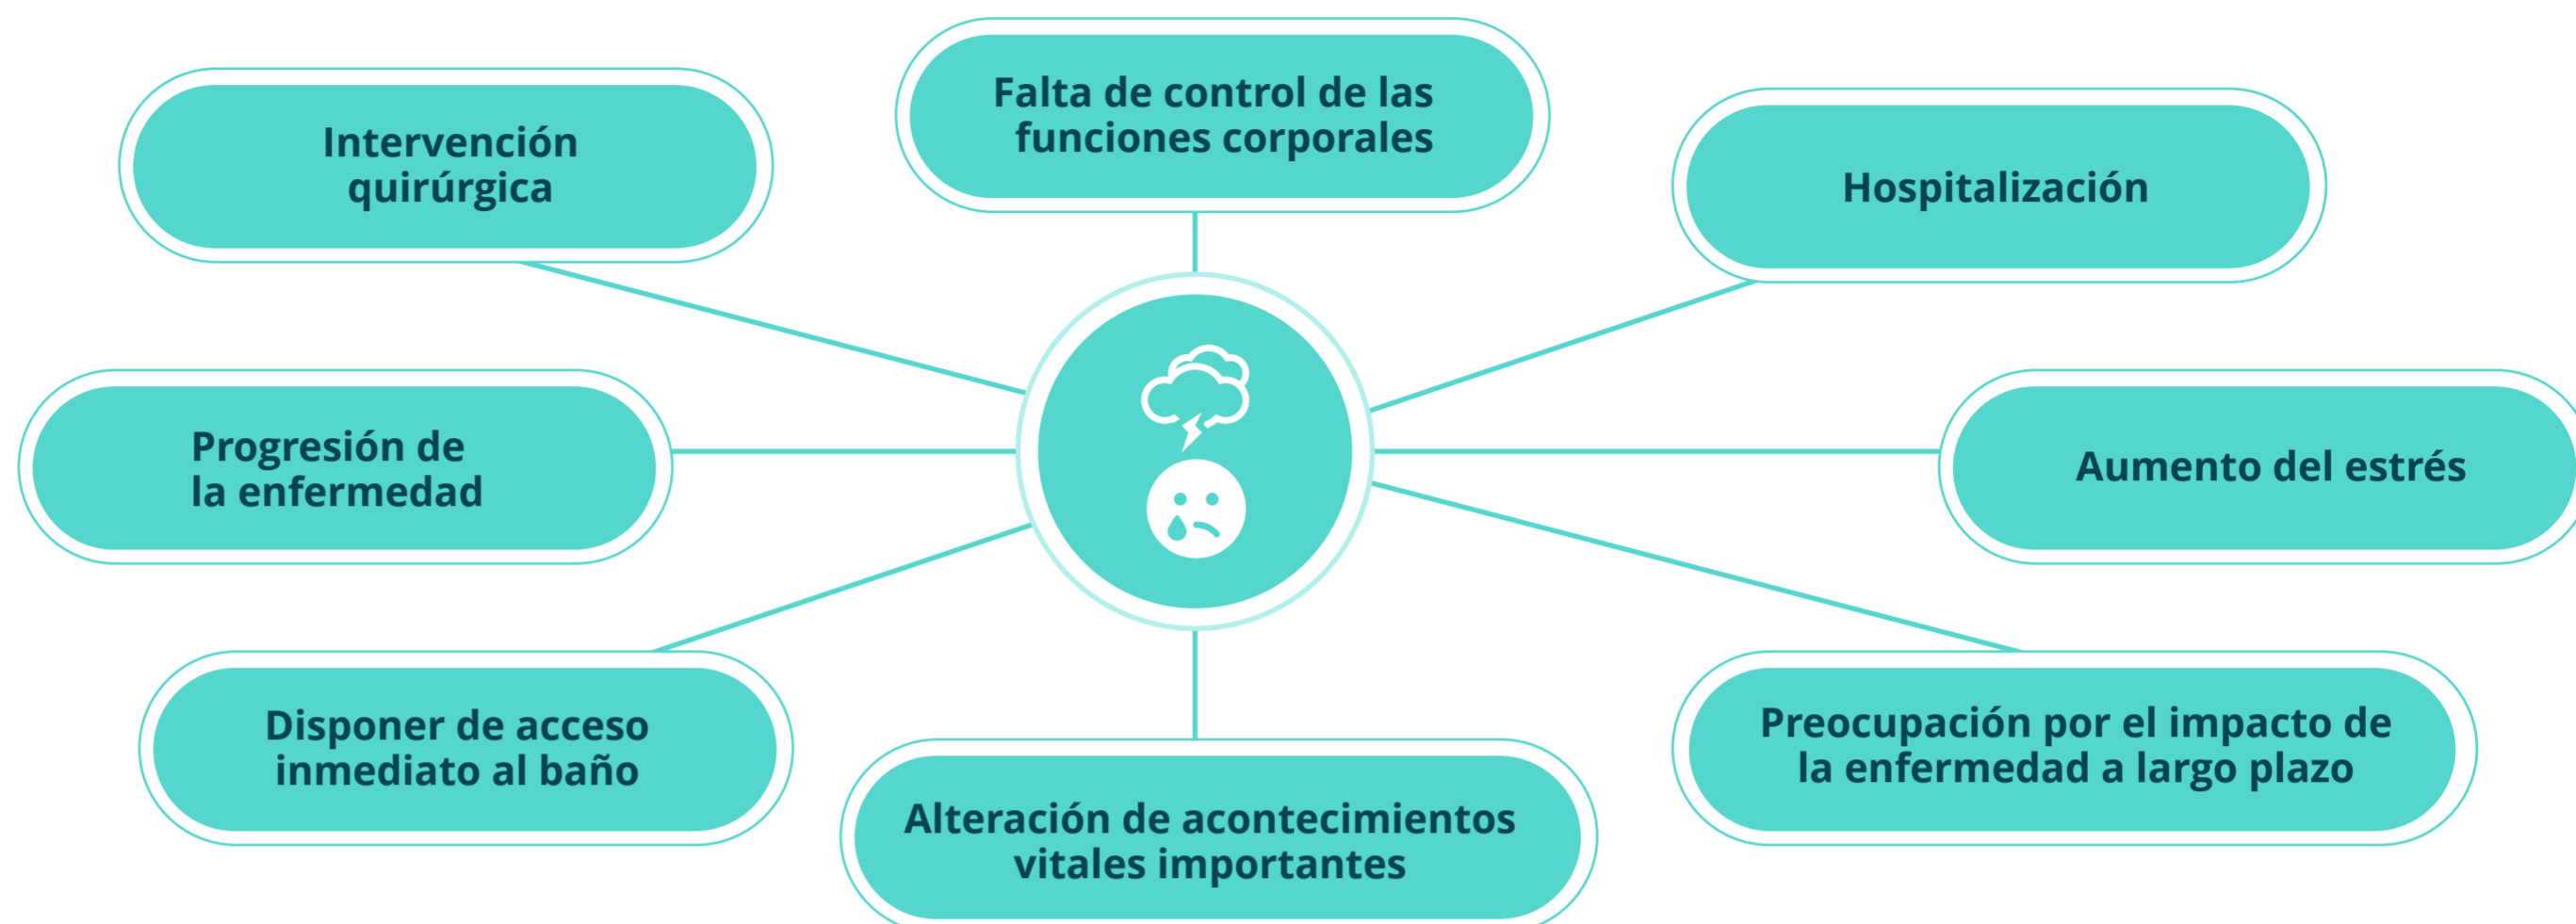 Falta de control de las
funciones corporales
Intervención
quirúrgica
Hospitalización
Progresión de
la enfermedad
Aumento del estrés
Disponer de acceso
inmediato al baño
Preocupación por el impacto de
la enfermedad a largo plazo
Alteración de acontecimientos
vitales importantes